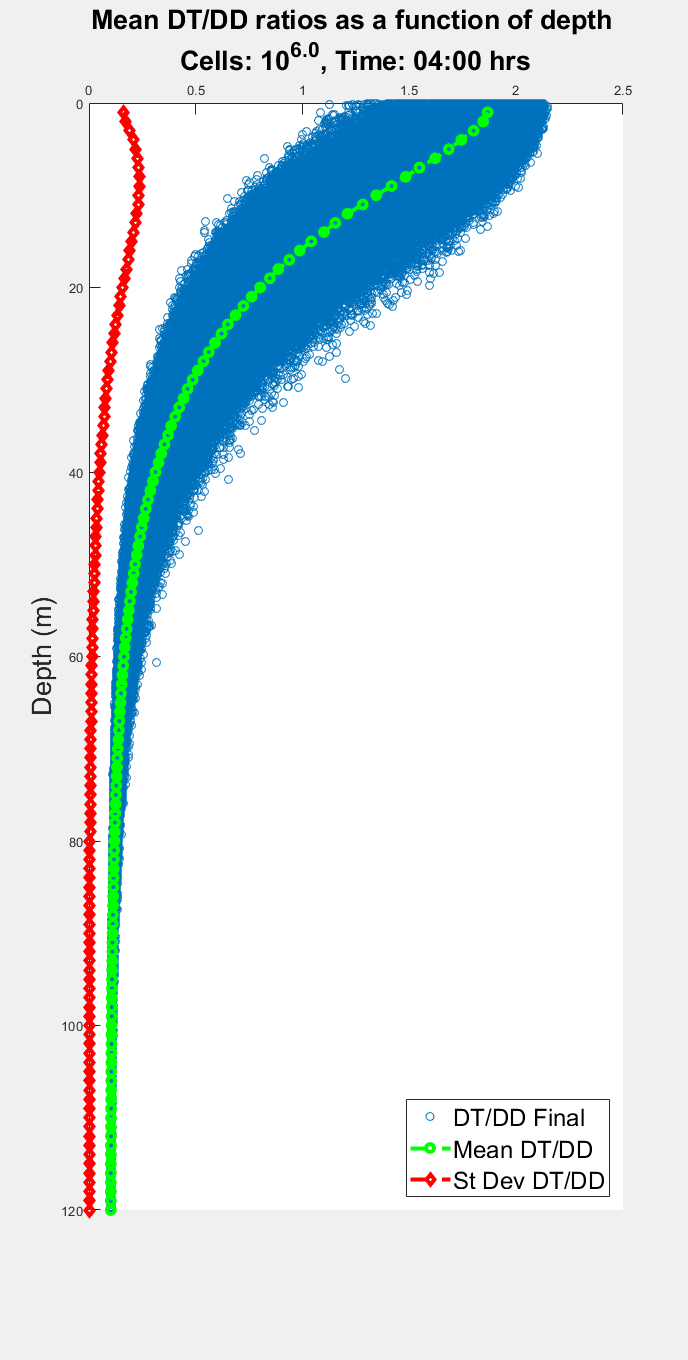 Mean DT/DD ratios as a function of depth
Cells: 10^6.0, Time: 04:00 hrs
0 0.5 1 1.5 2 2.5
0
20
40
60
80
100
120
Depth (m)
DT/DD Final
Mean DT/DD
St Dev DT/DD